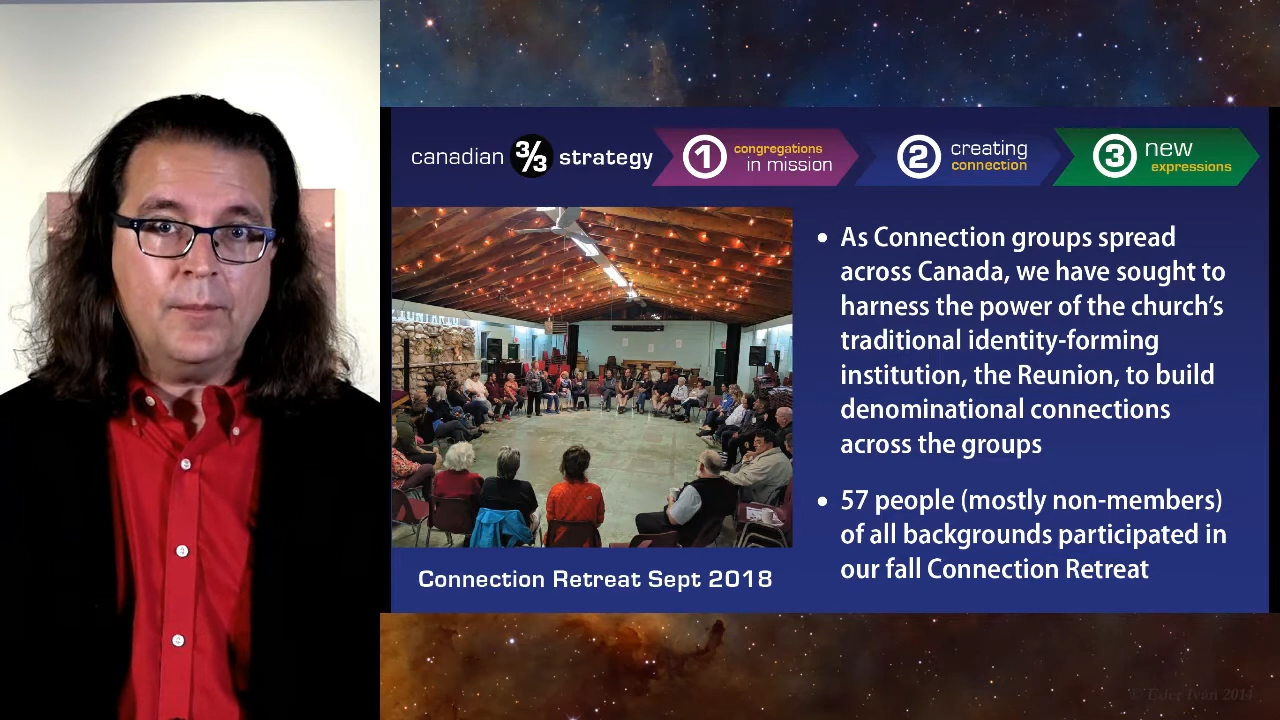 canadian 3/3 strategy
1 congregations
in mission
2 creating
connection
3 new
expressions
• As Connection groups spread
across Canada, we have sought to
harness the power of the church’s
traditional identity-forming
institution, the Reunion, to build
denominational connections
across the groups
• 57 people (mostly non-members)
of all backgrounds participated in
our fall Connection Retreat
Connection Retreat Sept 2018
© Eder Iván 2014